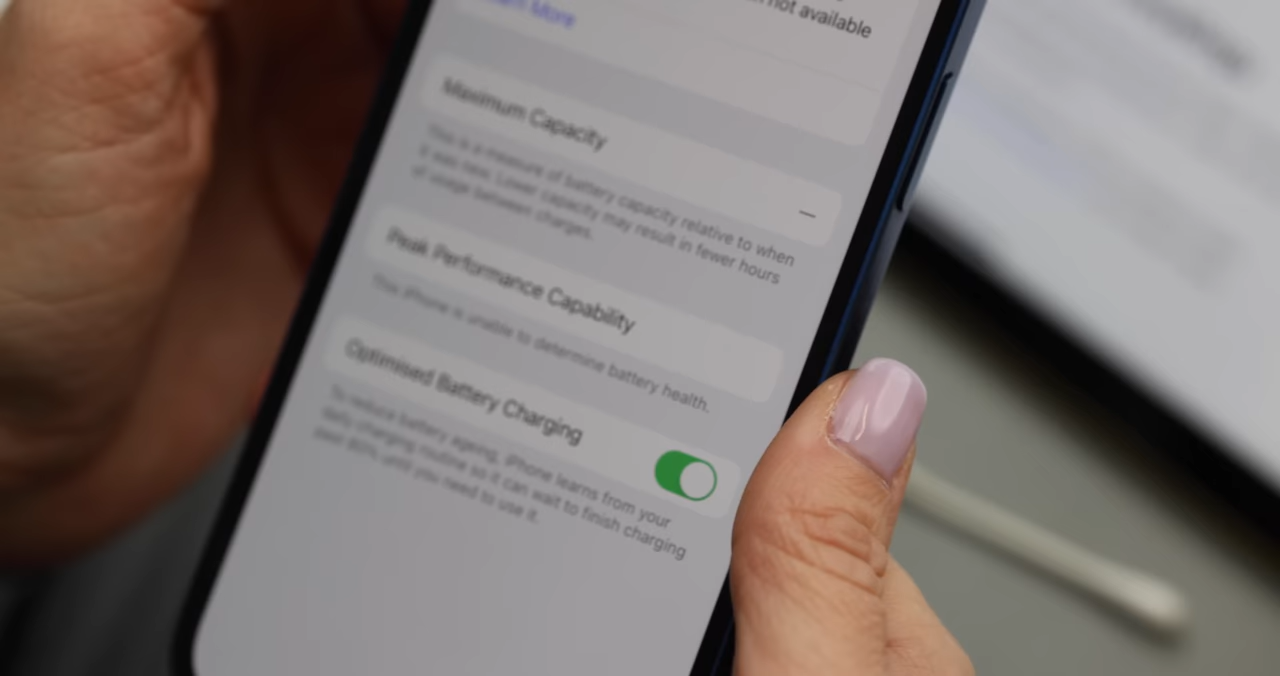 not available
Learn More
Maximum Capacity
—
This is a measure of battery capacity relative to when
it was new. Lower capacity may result in fewer hours
of usage between charges.
Peak Performance Capability
This iPhone is unable to determine battery health.
Optimised Battery Charging
To reduce battery ageing, iPhone learns from your
daily charging routine so it can wait to finish charging
past 80% until you need to use it.